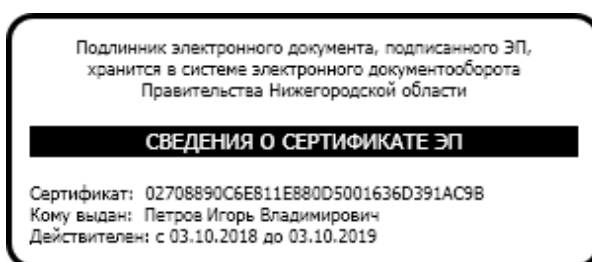 Подлинник электронного документа, подписанного ЭП,
хранится в системе электронного документооборота
Правительства Нижегородской области
СВЕДЕНИЯ О СЕРТИФИКАТЕ ЭП
Сертификат: 02708890C6E811E880D5001636D391AC9B
Кому выдан: Петров Игорь Владимирович
Действителен: с 03.10.2018 до 03.10.2019